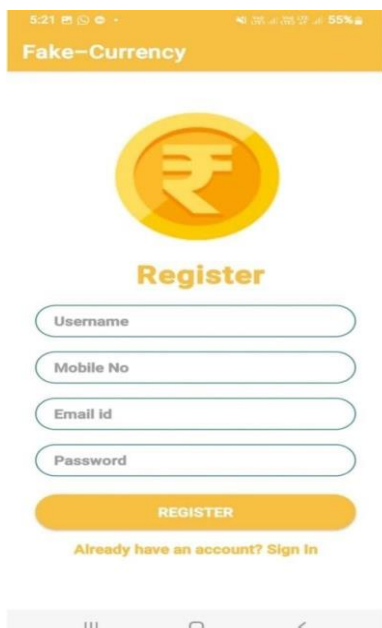 5:21
55%
Fake-Currency
Register
Username
Mobile No
Email id
Password
REGISTER
Already have an account? Sign In